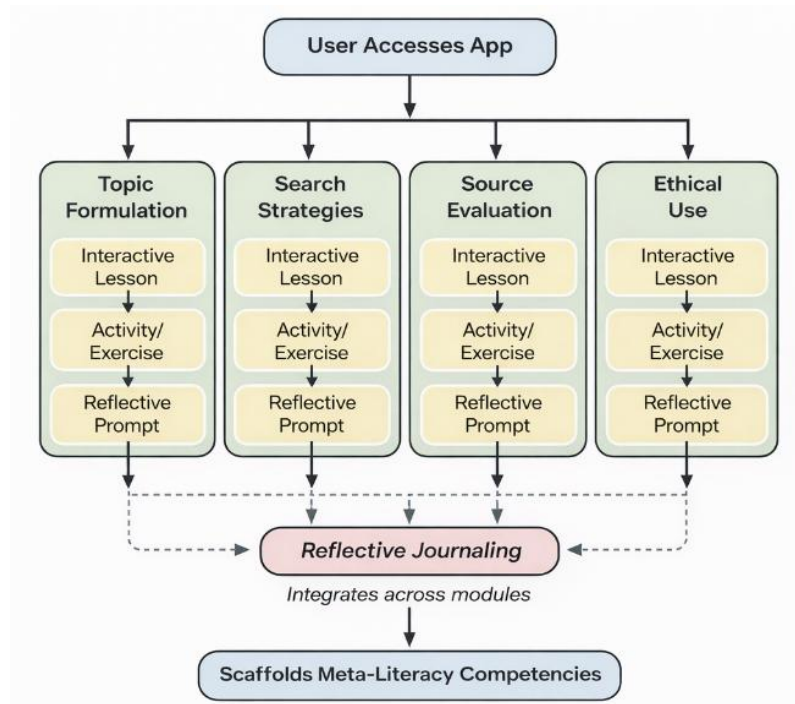 User Accesses App
Topic
Formulation
Interactive
Lesson
Activity/
Exercise
Reflective
Prompt
Search
Strategies
Interactive
Lesson
Activity/
Exercise
Reflective
Prompt
Source
Evaluation
Interactive
Lesson
Activity/
Exercise
Reflective
Prompt
Ethical
Use
Interactive
Lesson
Activity/
Exercise
Reflective
Prompt
Reflective Journaling
Integrates across modules
Scaffolds Meta-Literacy Competencies